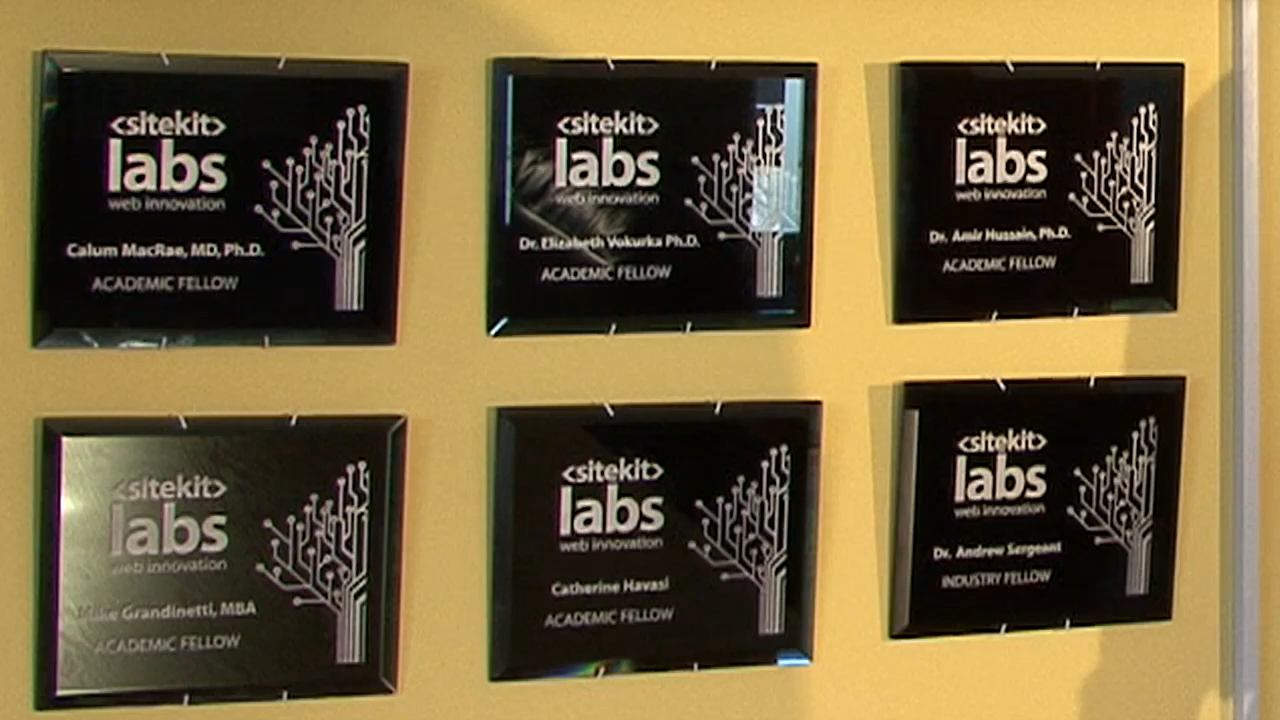 <sitekit>
labs
web innovation
Calum MacRae, MD, Ph.D.
ACADEMIC FELLOW
<sitekit>
labs
web innovation
Dr. Elizabeth Vokurka Ph.D.
ACADEMIC FELLOW
<sitekit>
labs
web innovation
Dr. Amir Hussain, Ph.D.
ACADEMIC FELLOW
<sitekit>
labs
web innovation
Mike Grandinetti, MBA
ACADEMIC FELLOW
<sitekit>
labs
web innovation
Catherine Havasi
ACADEMIC FELLOW
<sitekit>
labs
web innovation
Dr. Andrew Sergeant
INDUSTRY FELLOW